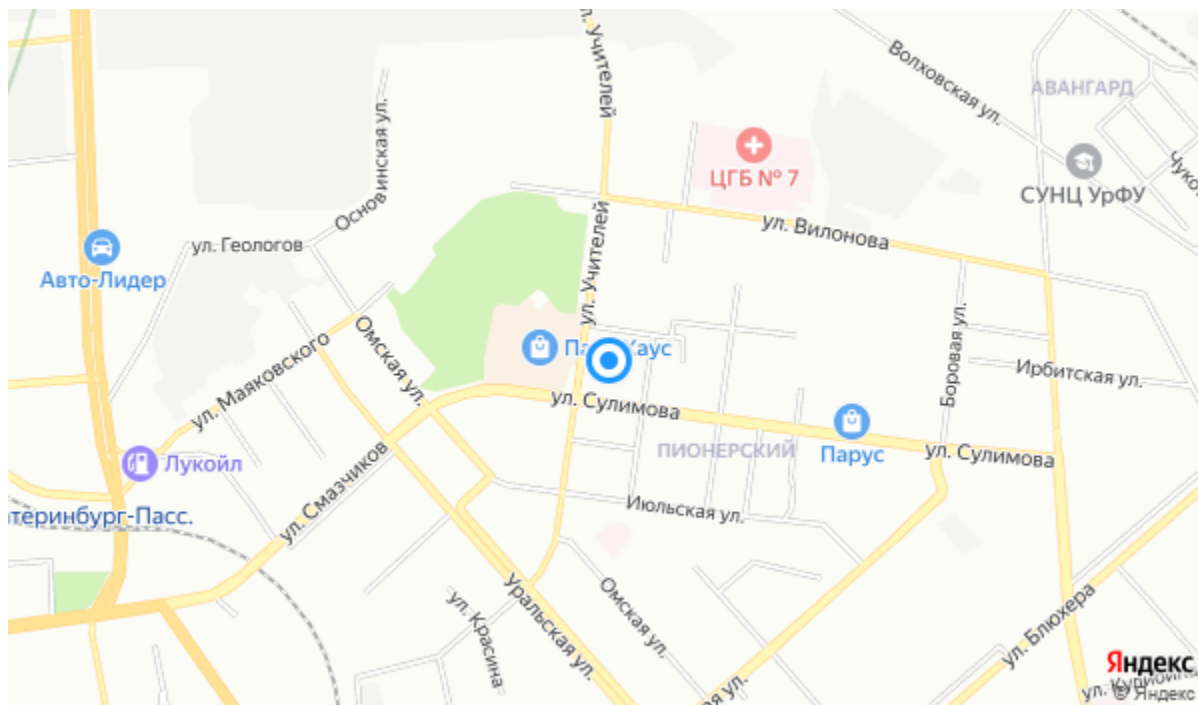 ул. Учителей
Волховская ул.
АВАНГАРД
ЦГБ № 7
СУНЦ УрФУ
Основинская ул.
ул. Геологов
ул. Учителей
ул. Вилонова
Авто-Лидер
ул. Маяковского
Омская ул.
Боровая ул.
Ирбитская ул.
ул. Сулимова
ПИОНЕРСКИЙ
Парус
ул. Сулимова
Лукойл
ул. Смазчиков
Июльская ул.
Уральская ул.
ул. Красина
Омская ул.
ул. Блюхера
Яндекс
© Яндекс